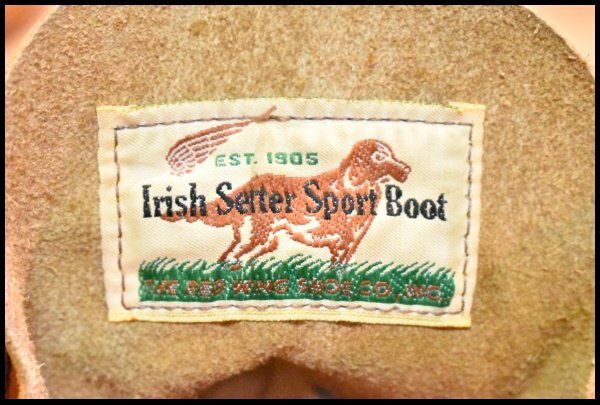 EST. 1905
Irish Setter Sport Boot
THE RED WING SHOE CO., INC.